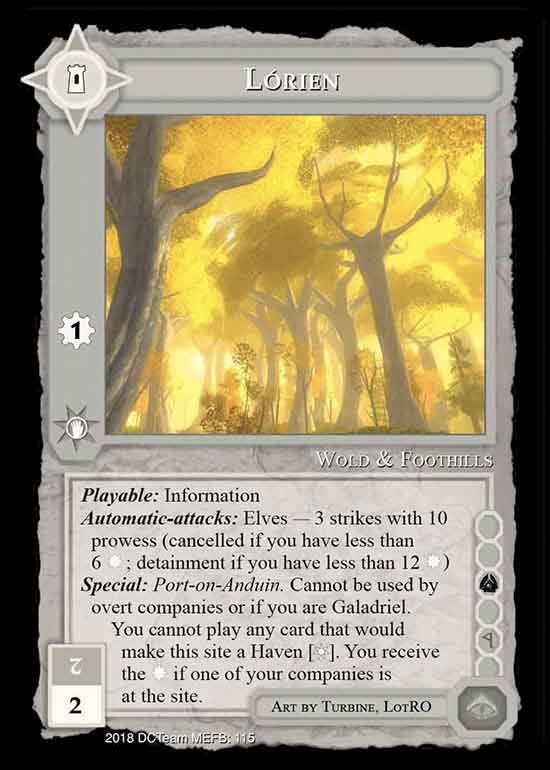 LÓRIEN
1
WOLD & FOOTHILLS
Playable: Information
Automatic-attacks: Elves — 3 strikes with 10
prowess (cancelled if you have less than
6 ; detainment if you have less than 12 )
Special: Port-on-Anduin. Cannot be used by
overt companies or if you are Galadriel.
You cannot play any card that would
make this site a Haven [ ]. You receive
the if one of your companies is
at the site.
2
2
ART BY TURBINE, LOTRO
2018 DCTeam MEFB: 115